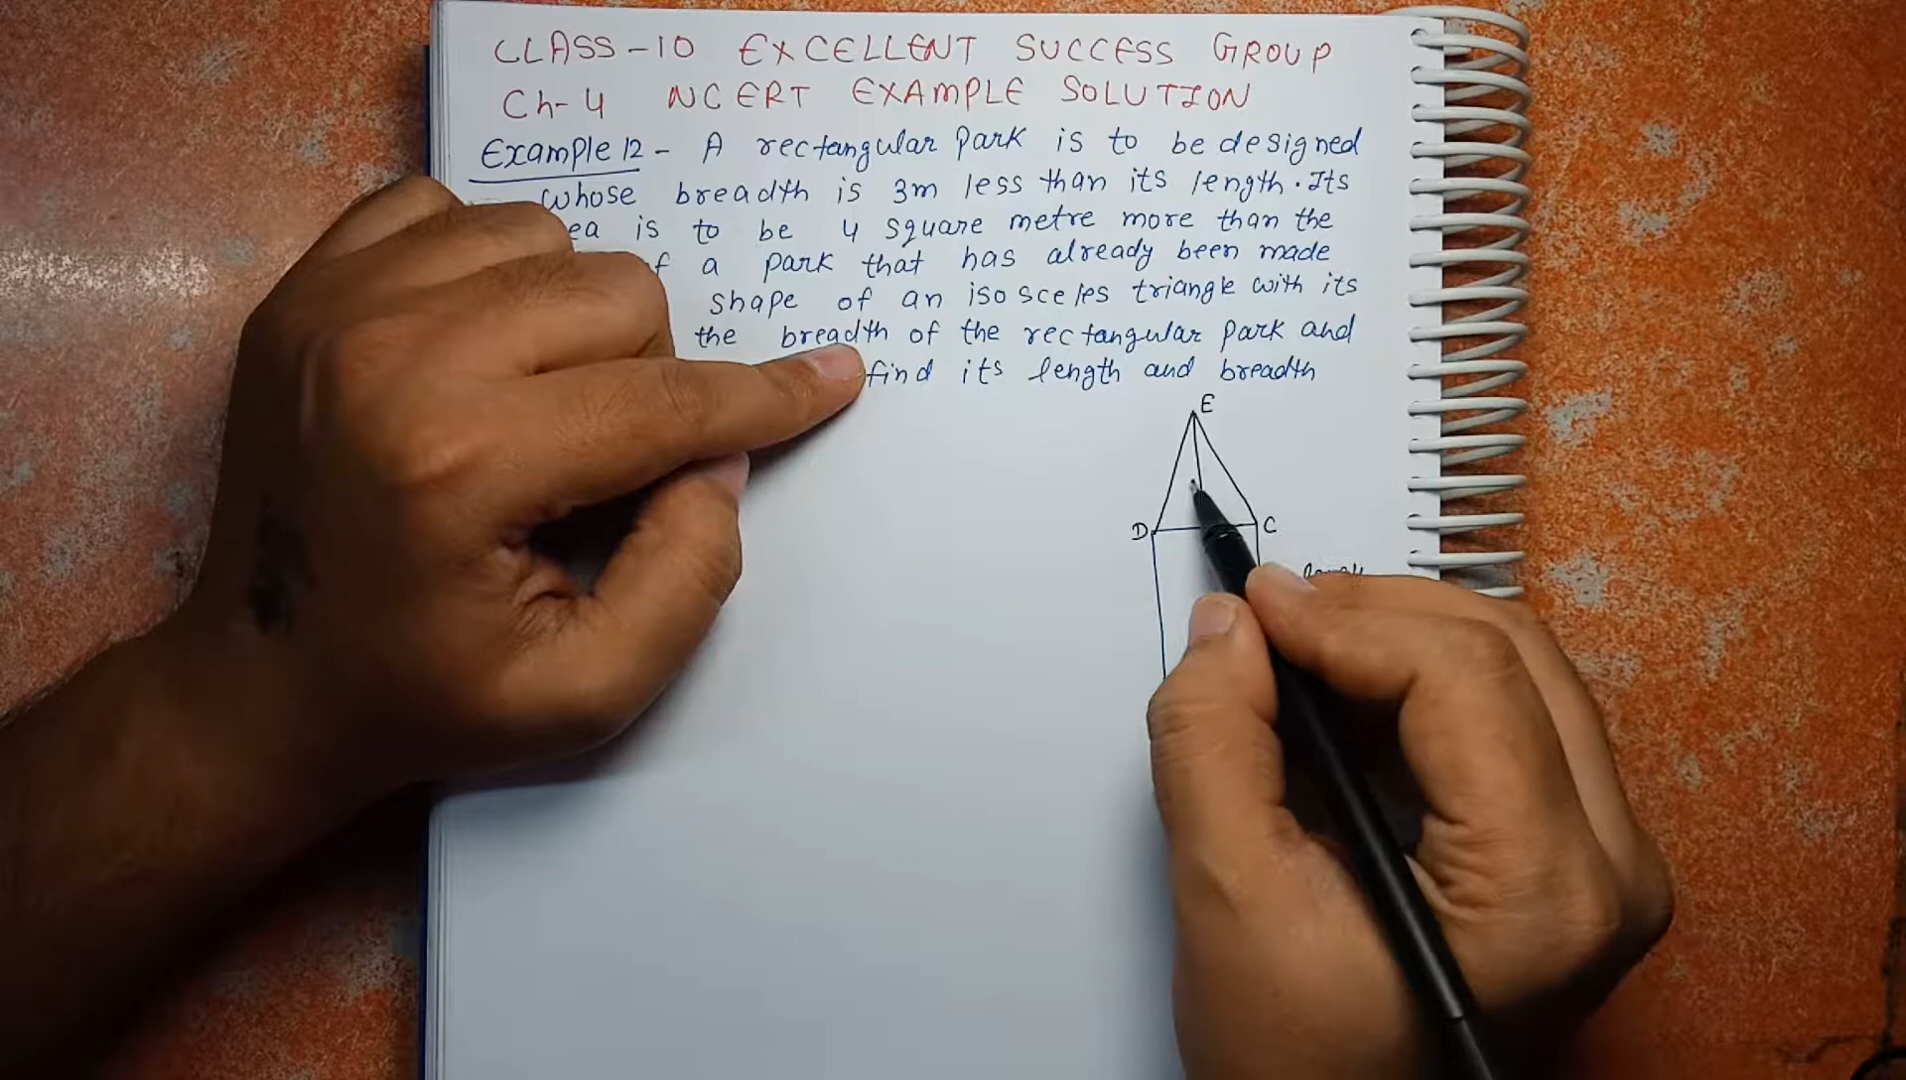 CLASS-10 EXCELLENT SUCCESS GROUP
Ch-4 NCERT EXAMPLE SOLUTION
Example 12 - A rectangular park is to be designed
whose breadth is 3m less than its length. Its
ea is to be 4 square metre more than the
f a park that has already been made
shape of an isosceles triangle with its
the breadth of the rectangular park and
find its length and breadth
E
D C